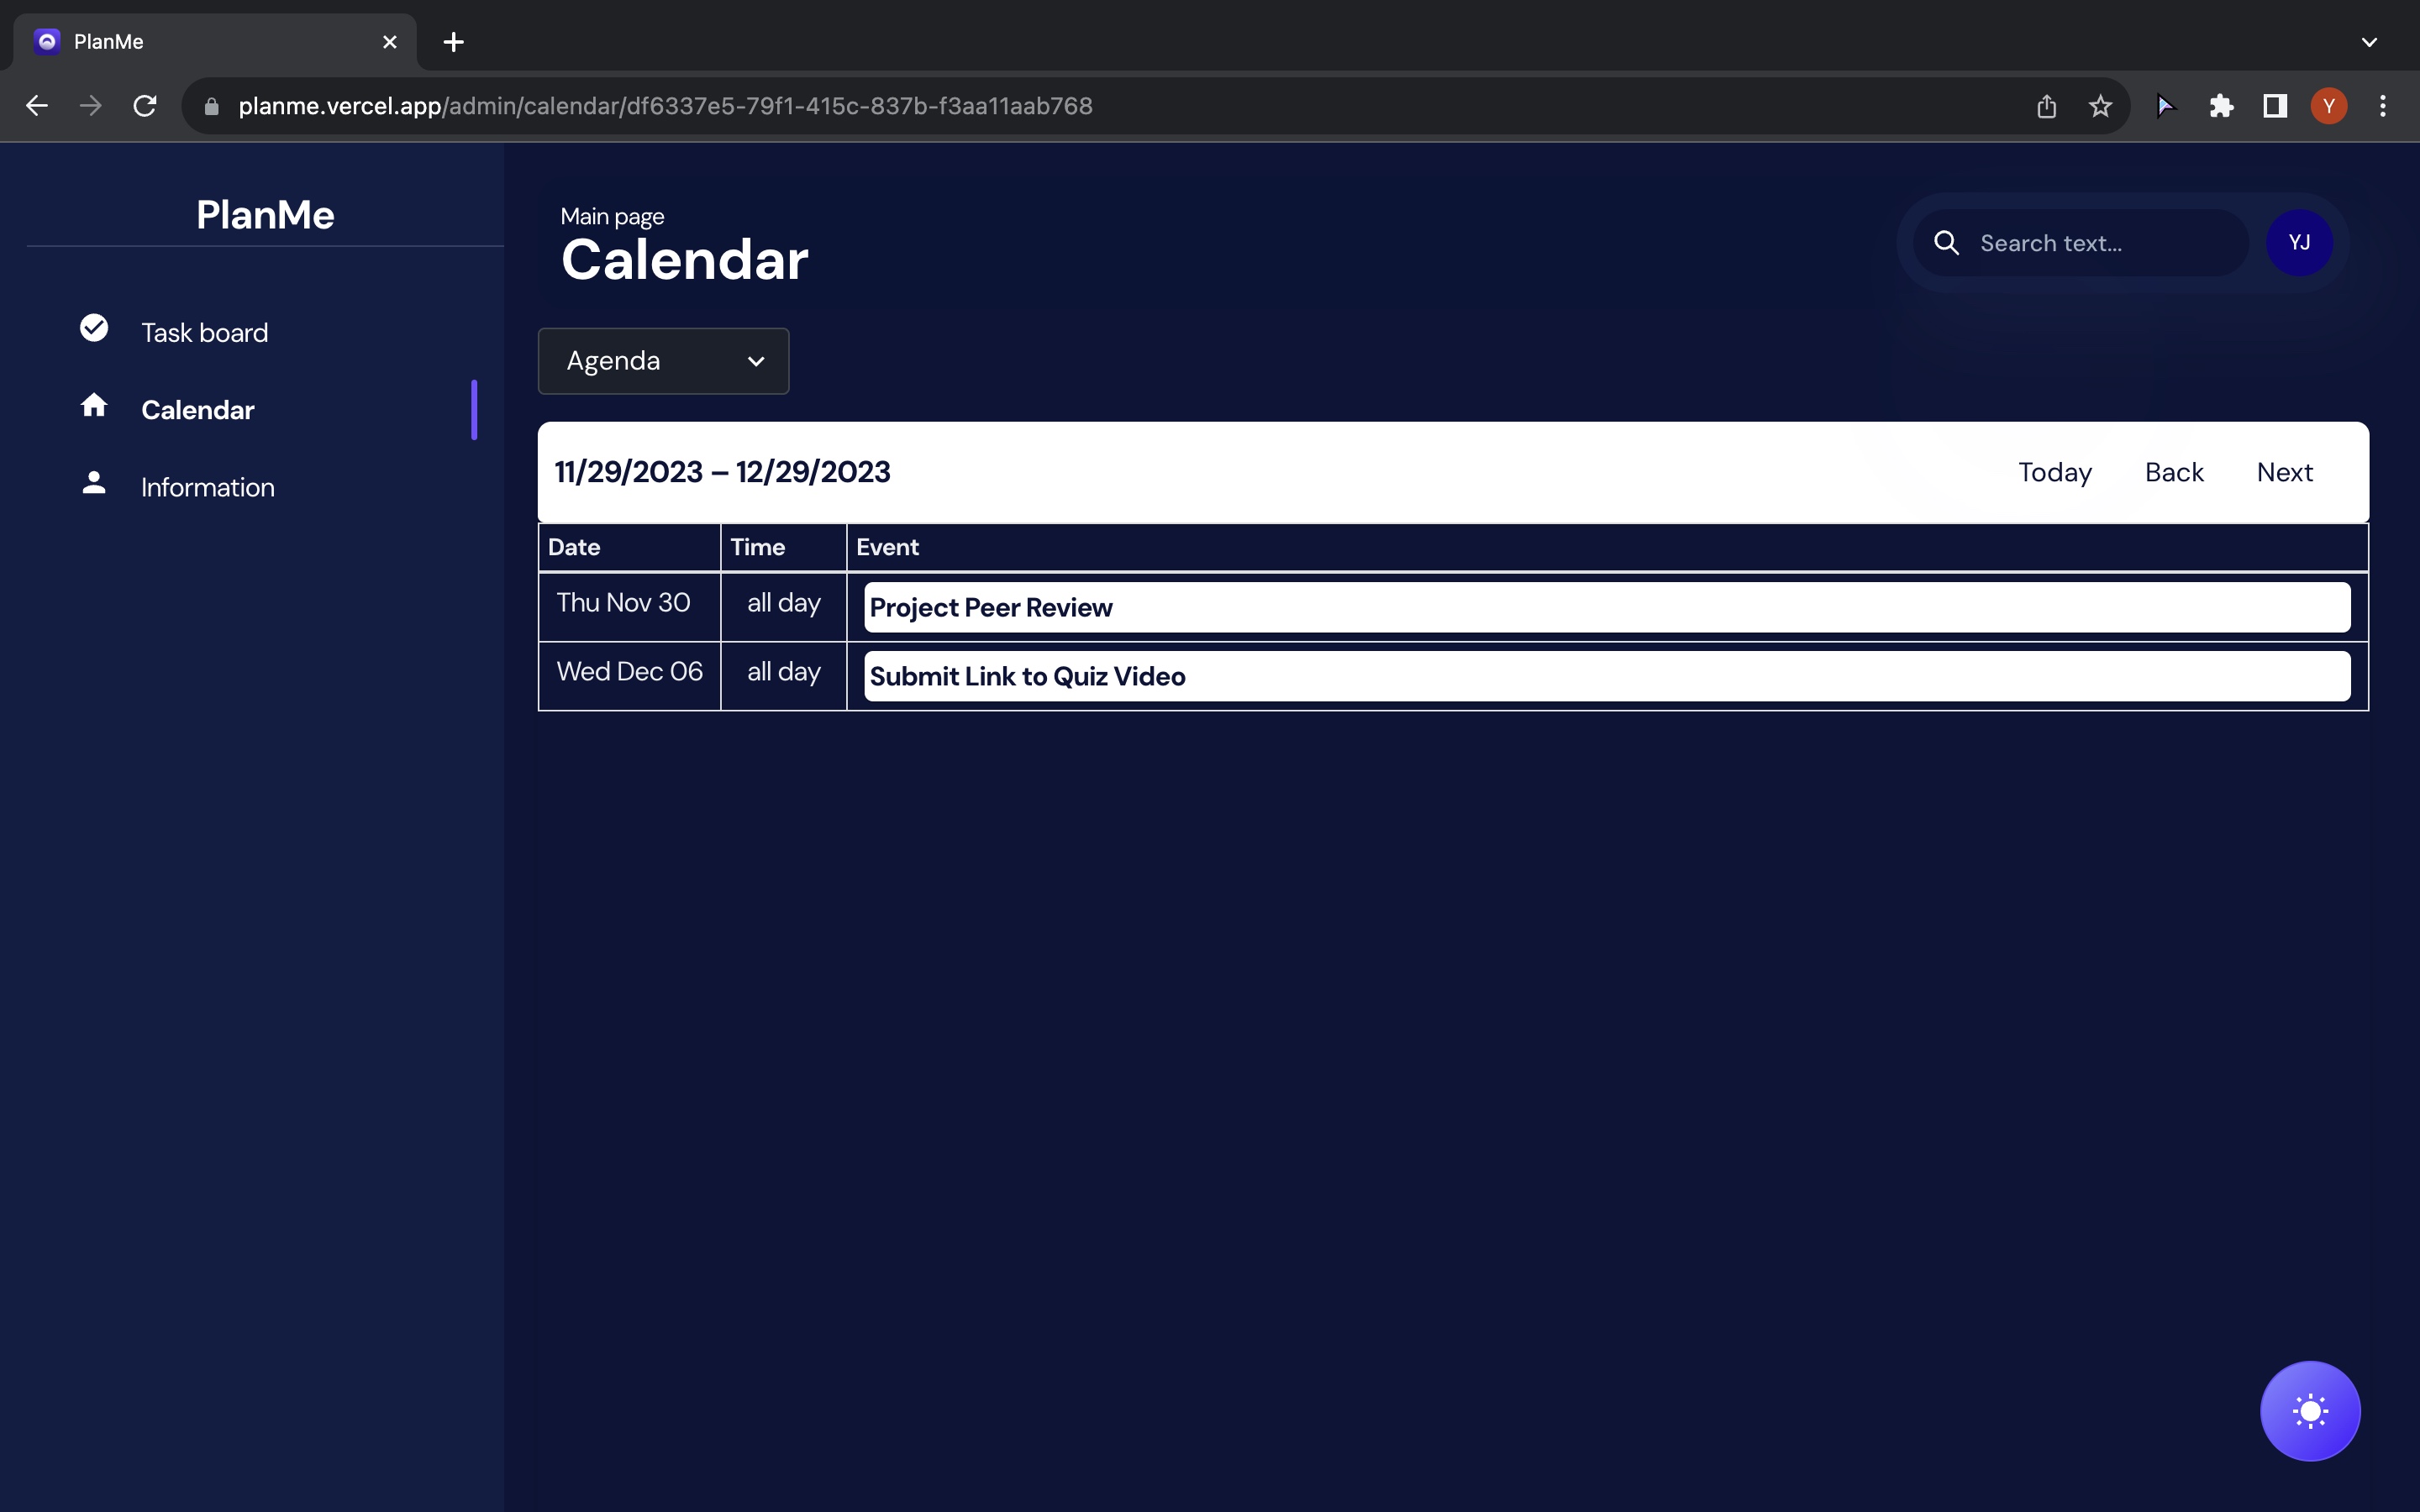 PlanMe
planme.vercel.app/admin/calendar/df6337e5-79f1-415c-837b-f3aa11aab768
Y
PlanMe
Task board
Calendar
Information
Main page
Calendar
Search text...
YJ
Agenda
11/29/2023 – 12/29/2023
Today Back Next
Date Time Event
Thu Nov 30 all day Project Peer Review
Wed Dec 06 all day Submit Link to Quiz Video